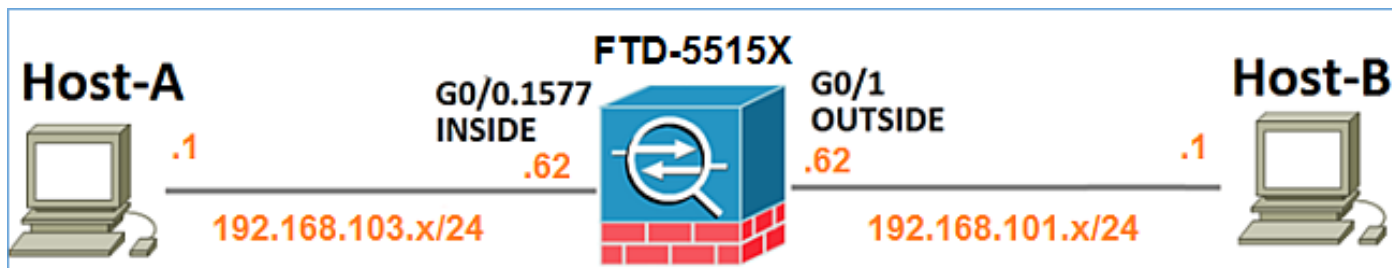 FTD-5515X
Host-A
G0/0.1577
INSIDE
G0/1
OUTSIDE
Host-B
.1
.62
.62
.1
192.168.103.x/24
192.168.101.x/24